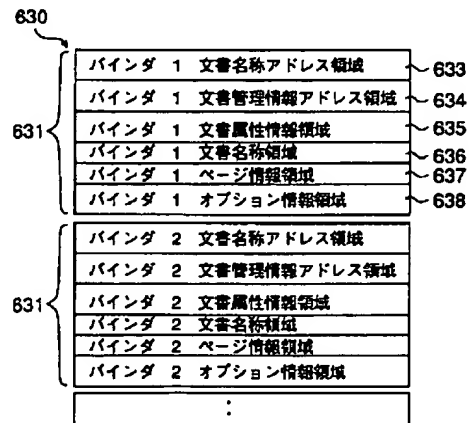 630
バインダ 1 文書名称アドレス領域 633
バインダ 1 文書管理情報アドレス領域 634
631 バインダ 1 文書属性情報領域 635
バインダ 1 文書名称領域 636
バインダ 1 ページ情報領域 637
バインダ 1 オプション情報領域 638
バインダ 2 文書名称アドレス領域
バインダ 2 文書管理情報アドレス領域
631 バインダ 2 文書属性情報領域
バインダ 2 文書名称領域
バインダ 2 ページ情報領域
バインダ 2 オプション情報領域
: